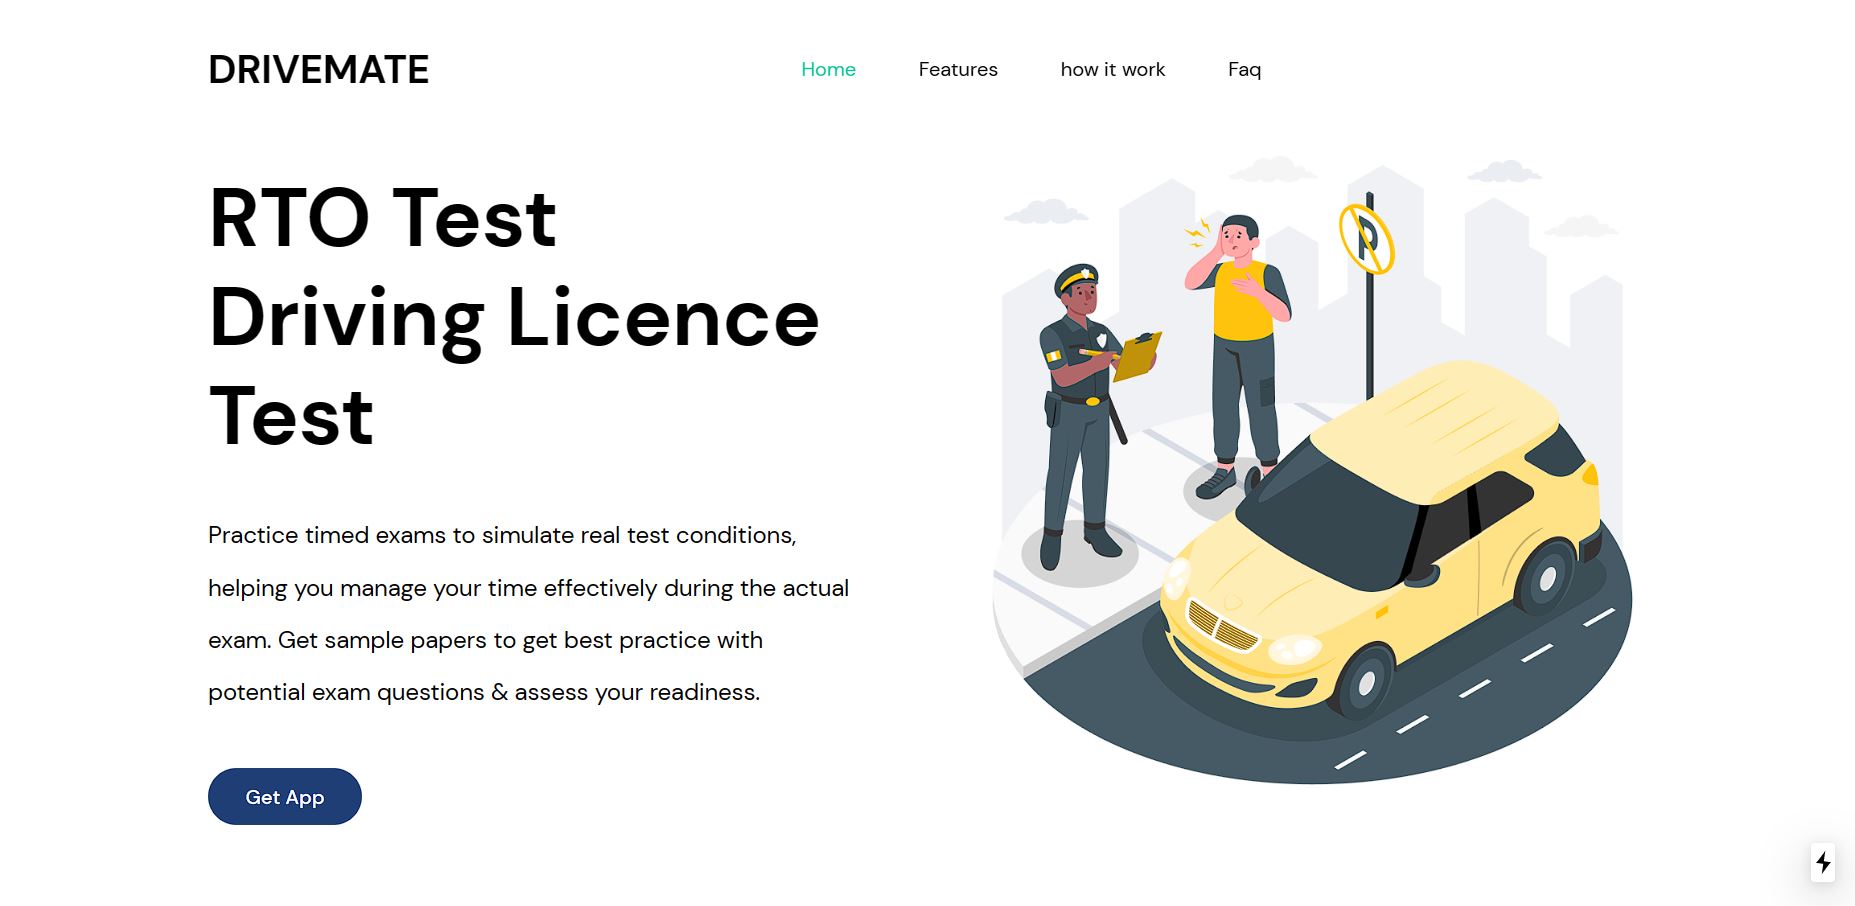 DRIVEMATE
Home Features how it work Faq
RTO Test
Driving Licence
Test
Practice timed exams to simulate real test conditions,
helping you manage your time effectively during the actual
exam. Get sample papers to get best practice with
potential exam questions & assess your readiness.
Get App
P